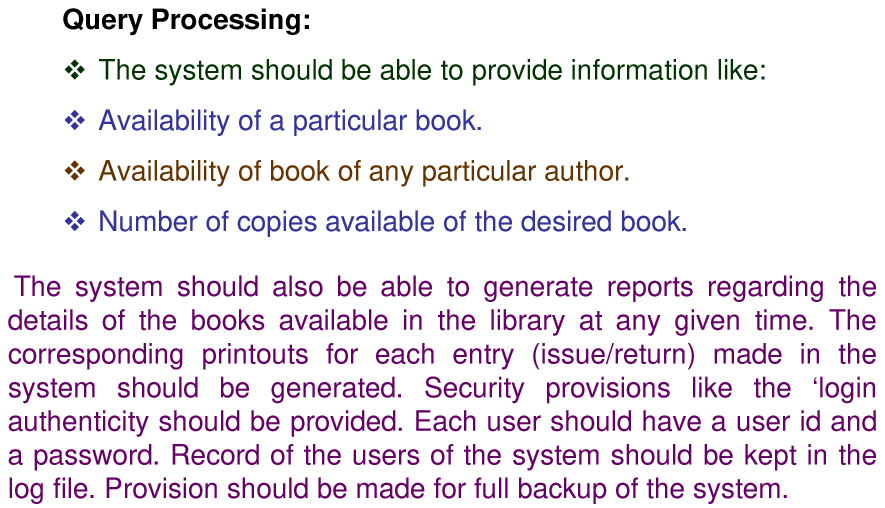 Query Processing:
❖ The system should be able to provide information like:
❖ Availability of a particular book.
❖ Availability of book of any particular author.
❖ Number of copies available of the desired book.
The system should also be able to generate reports regarding the
details of the books available in the library at any given time. The
corresponding printouts for each entry (issue/return) made in the
system should be generated. Security provisions like the ‘login
authenticity should be provided. Each user should have a user id and
a password. Record of the users of the system should be kept in the
log file. Provision should be made for full backup of the system.